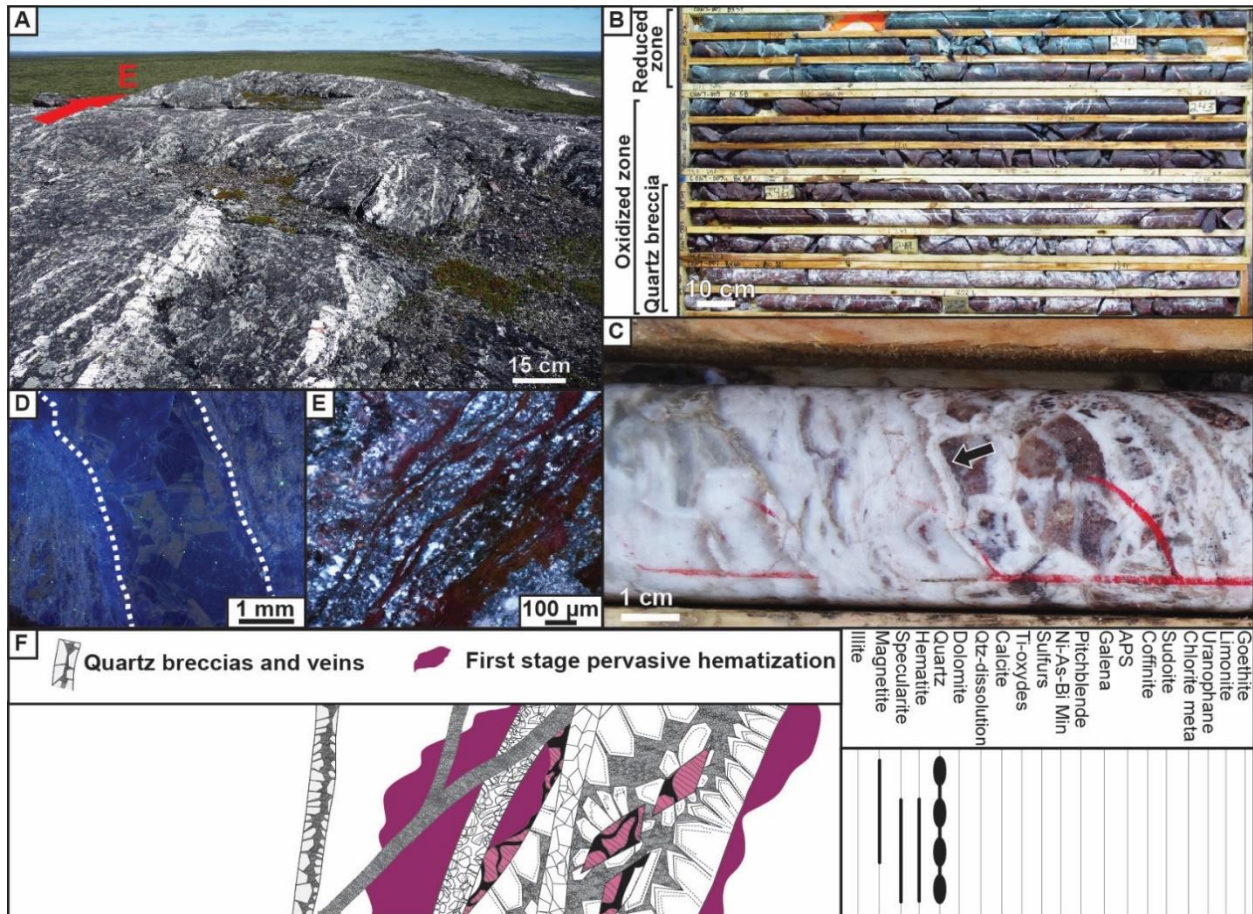 A
E
15 cm
B
Reduced
zone
Oxidized zone
Quartz breccia
240
243
10 cm
C
1 cm
D
1 mm
E
100 µm
F
Quartz breccias and veins
First stage pervasive hematization
Illite
Magnetite
Specularite
Hematite
Quartz
Dolomite
Qtz-dissolution
Calcite
Ti-oxydes
Sulfurs
Ni-As-Bi Min
Pitchblende
Galena
APS
Coffinite
Sudoite
Chlorite meta
Uranophane
Limonite
Goethite